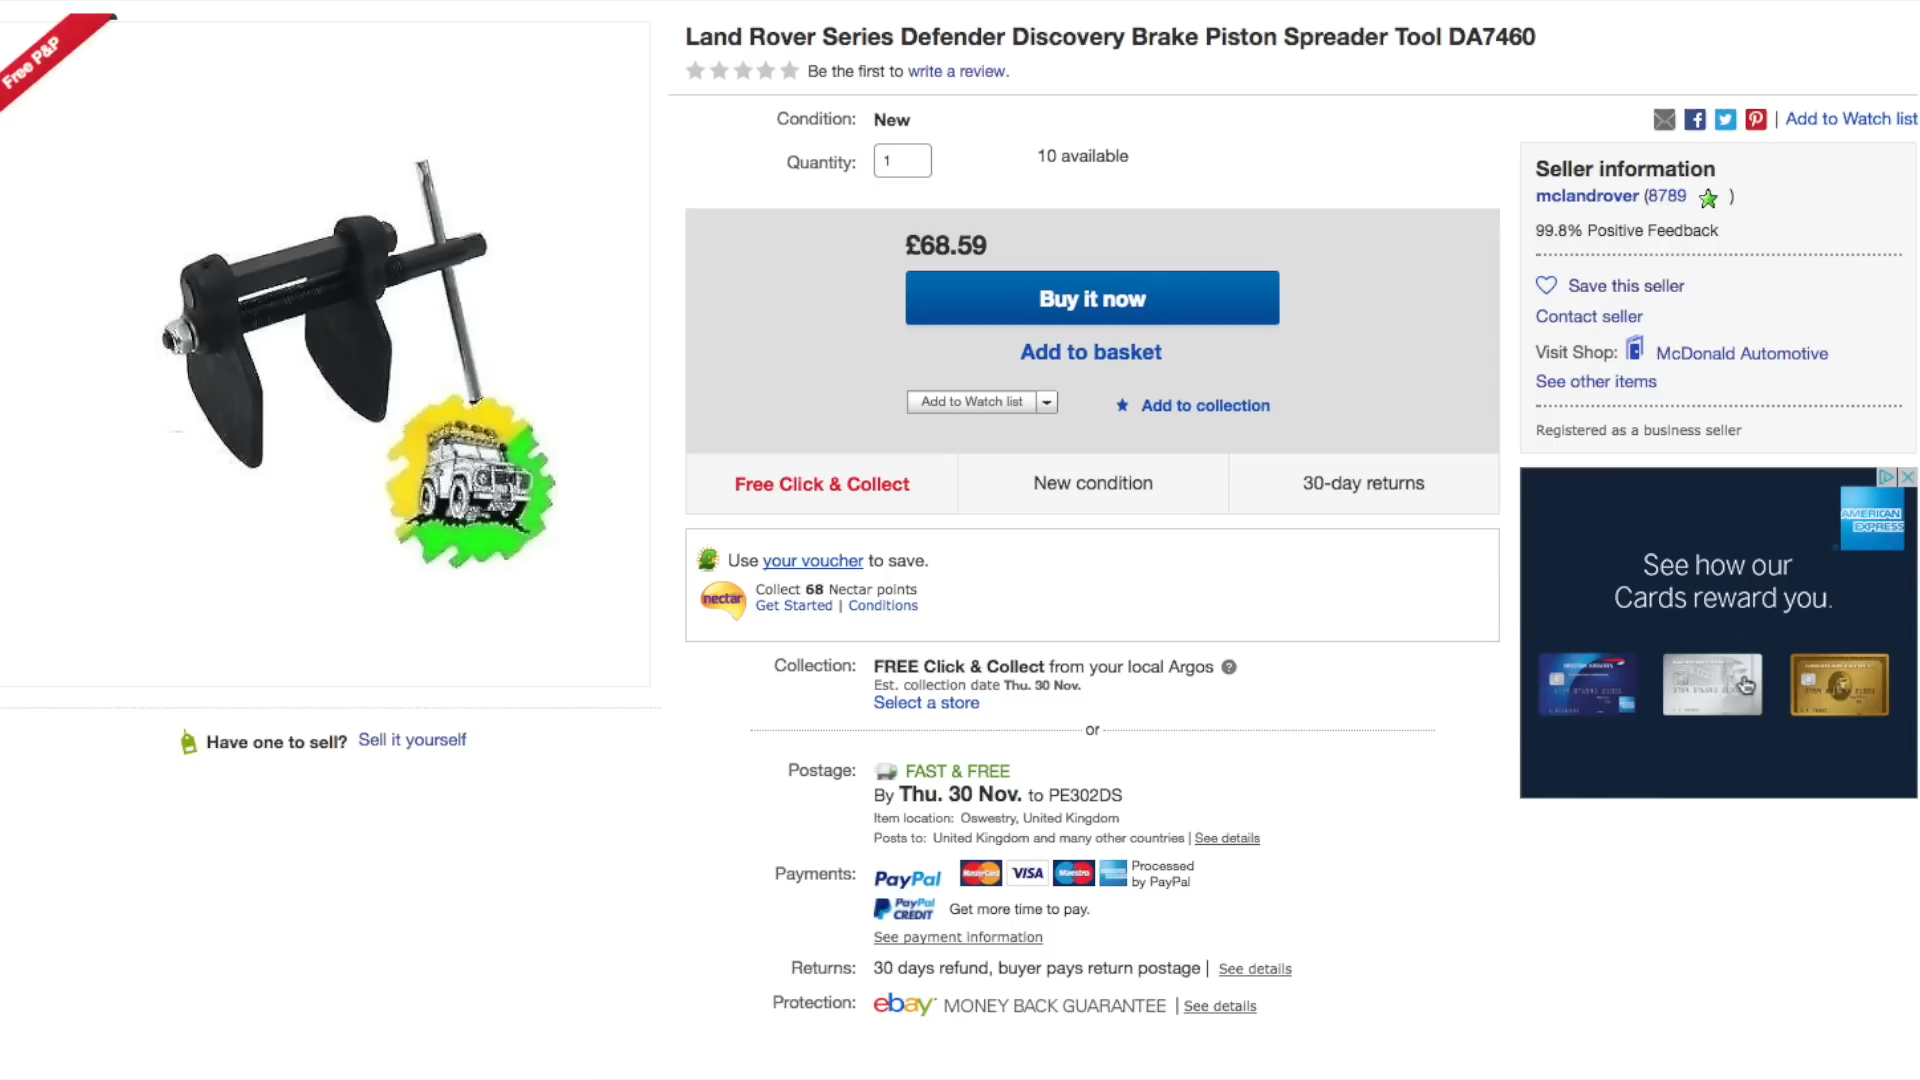 Free P&P
Land Rover Series Defender Discovery Brake Piston Spreader Tool DA7460
Be the first to write a review.
Condition: New
Quantity: 1 10 available
£68.59
Buy it now
Add to basket
Add to Watch list
Add to collection
Free Click & Collect New condition 30-day returns
Use your voucher to save.
nectar
Collect 68 Nectar points
Get Started | Conditions
Collection: FREE Click & Collect from your local Argos ?
Est. collection date Thu. 30 Nov.
Select a store
or
Postage: FAST & FREE
By Thu. 30 Nov. to PE302DS
Item location: Oswestry, United Kingdom
Posts to: United Kingdom and many other countries | See details
Payments: PayPal MasterCard VISA Maestro Processed
by PayPal
PayPal
CREDIT Get more time to pay.
See payment information
Returns: 30 days refund, buyer pays return postage | See details
Protection: ebay MONEY BACK GUARANTEE | See details
Have one to sell? Sell it yourself
| Add to Watch list
Seller information
mclandrover (8789 )
99.8% Positive Feedback
Save this seller
Contact seller
Visit Shop: McDonald Automotive
See other items
Registered as a business seller
AMERICAN
EXPRESS
See how our
Cards reward you.